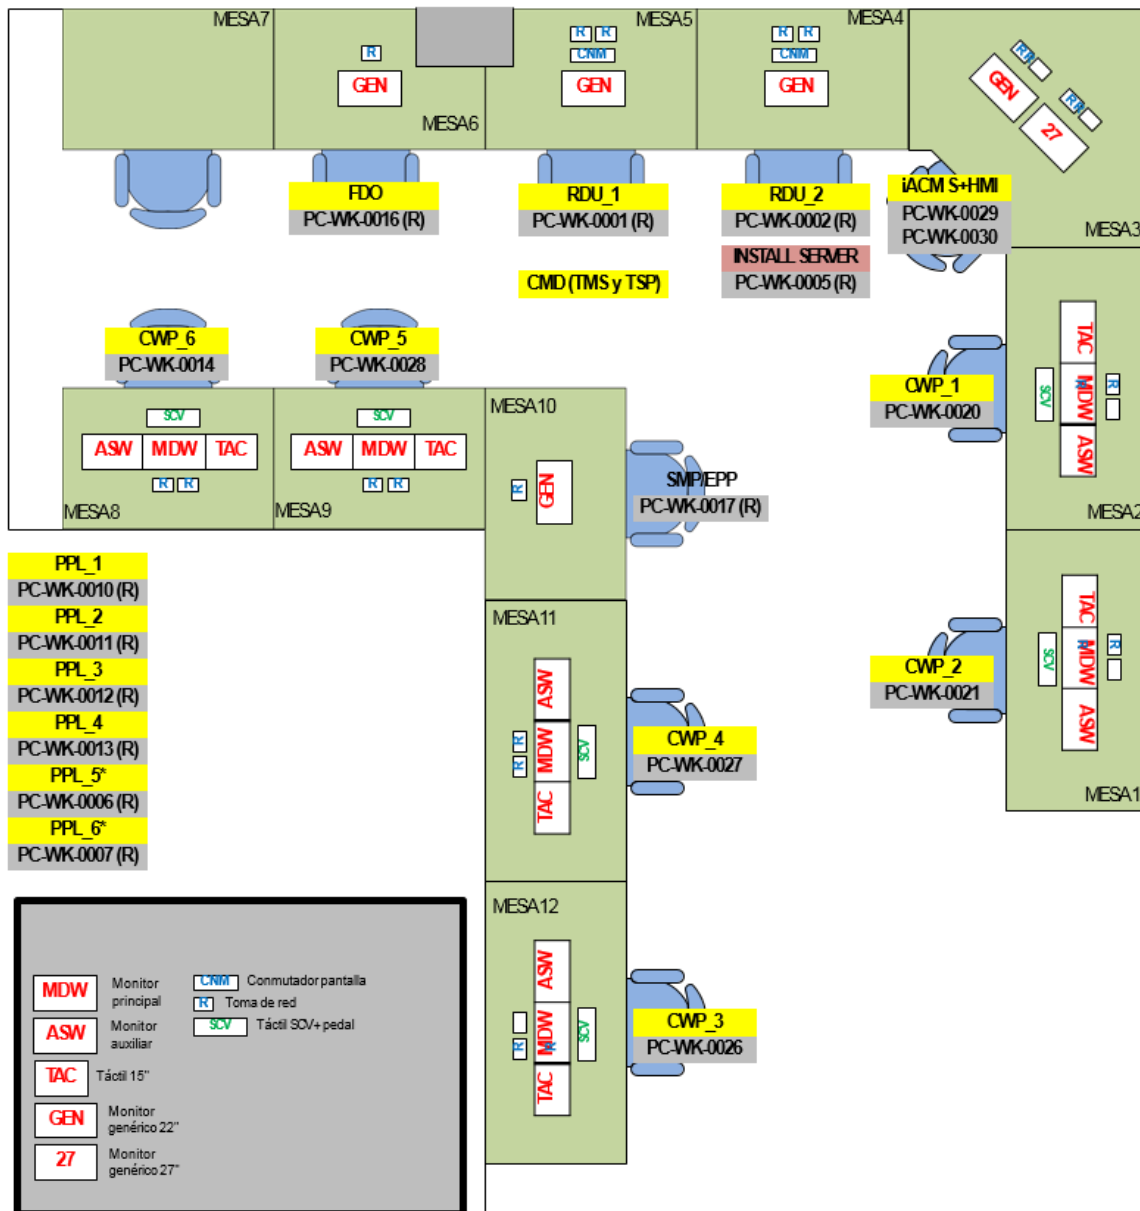 MESA7
MESA5
MESA4
R
R R
CNM
R R
CNM
GEN
GEN
GEN
MESA6
R
R
GEN
27
MESA3
FDO
PC-WK-0016 (R)
RDU_1
PC-WK-0001 (R)
RDU_2
PC-WK-0002 (R)
iACM S+HMI
PC-WK-0029
PC-WK-0030
INSTALL SERVER
PC-WK-0005 (R)
CMD (TMS y TSP)
CWP_6
PC-WK-0014
CWP_5
PC-WK-0028
CWP_1
PC-WK-0020
TAC
MDW
ASW
SCV
R
R
MESA2
SCV
ASW MDW TAC
R R
MESA8
SCV
ASW MDW TAC
R R
MESA9
MESA10
R
GEN
SMP/EPP
PC-WK-0017 (R)
PPL_1
PC-WK-0010 (R)
PPL_2
PC-WK-0011 (R)
PPL_3
PC-WK-0012 (R)
PPL_4
PC-WK-0013 (R)
PPL_5*
PC-WK-0006 (R)
PPL_6*
PC-WK-0007 (R)
MESA11
ASW
MDW
TAC
R
R
SCV
CWP_4
PC-WK-0027
CWP_2
PC-WK-0021
TAC
MDW
ASW
SCV
R
R
MESA1
MESA12
ASW
MDW
TAC
R
R
SCV
CWP_3
PC-WK-0026
MDW Monitor principal
ASW Monitor auxiliar
TAC Táctil 15"
GEN Monitor genérico 22"
27 Monitor genérico 27"
CNM Conmutador pantalla
R Toma de red
SCV Táctil SCV+ pedal